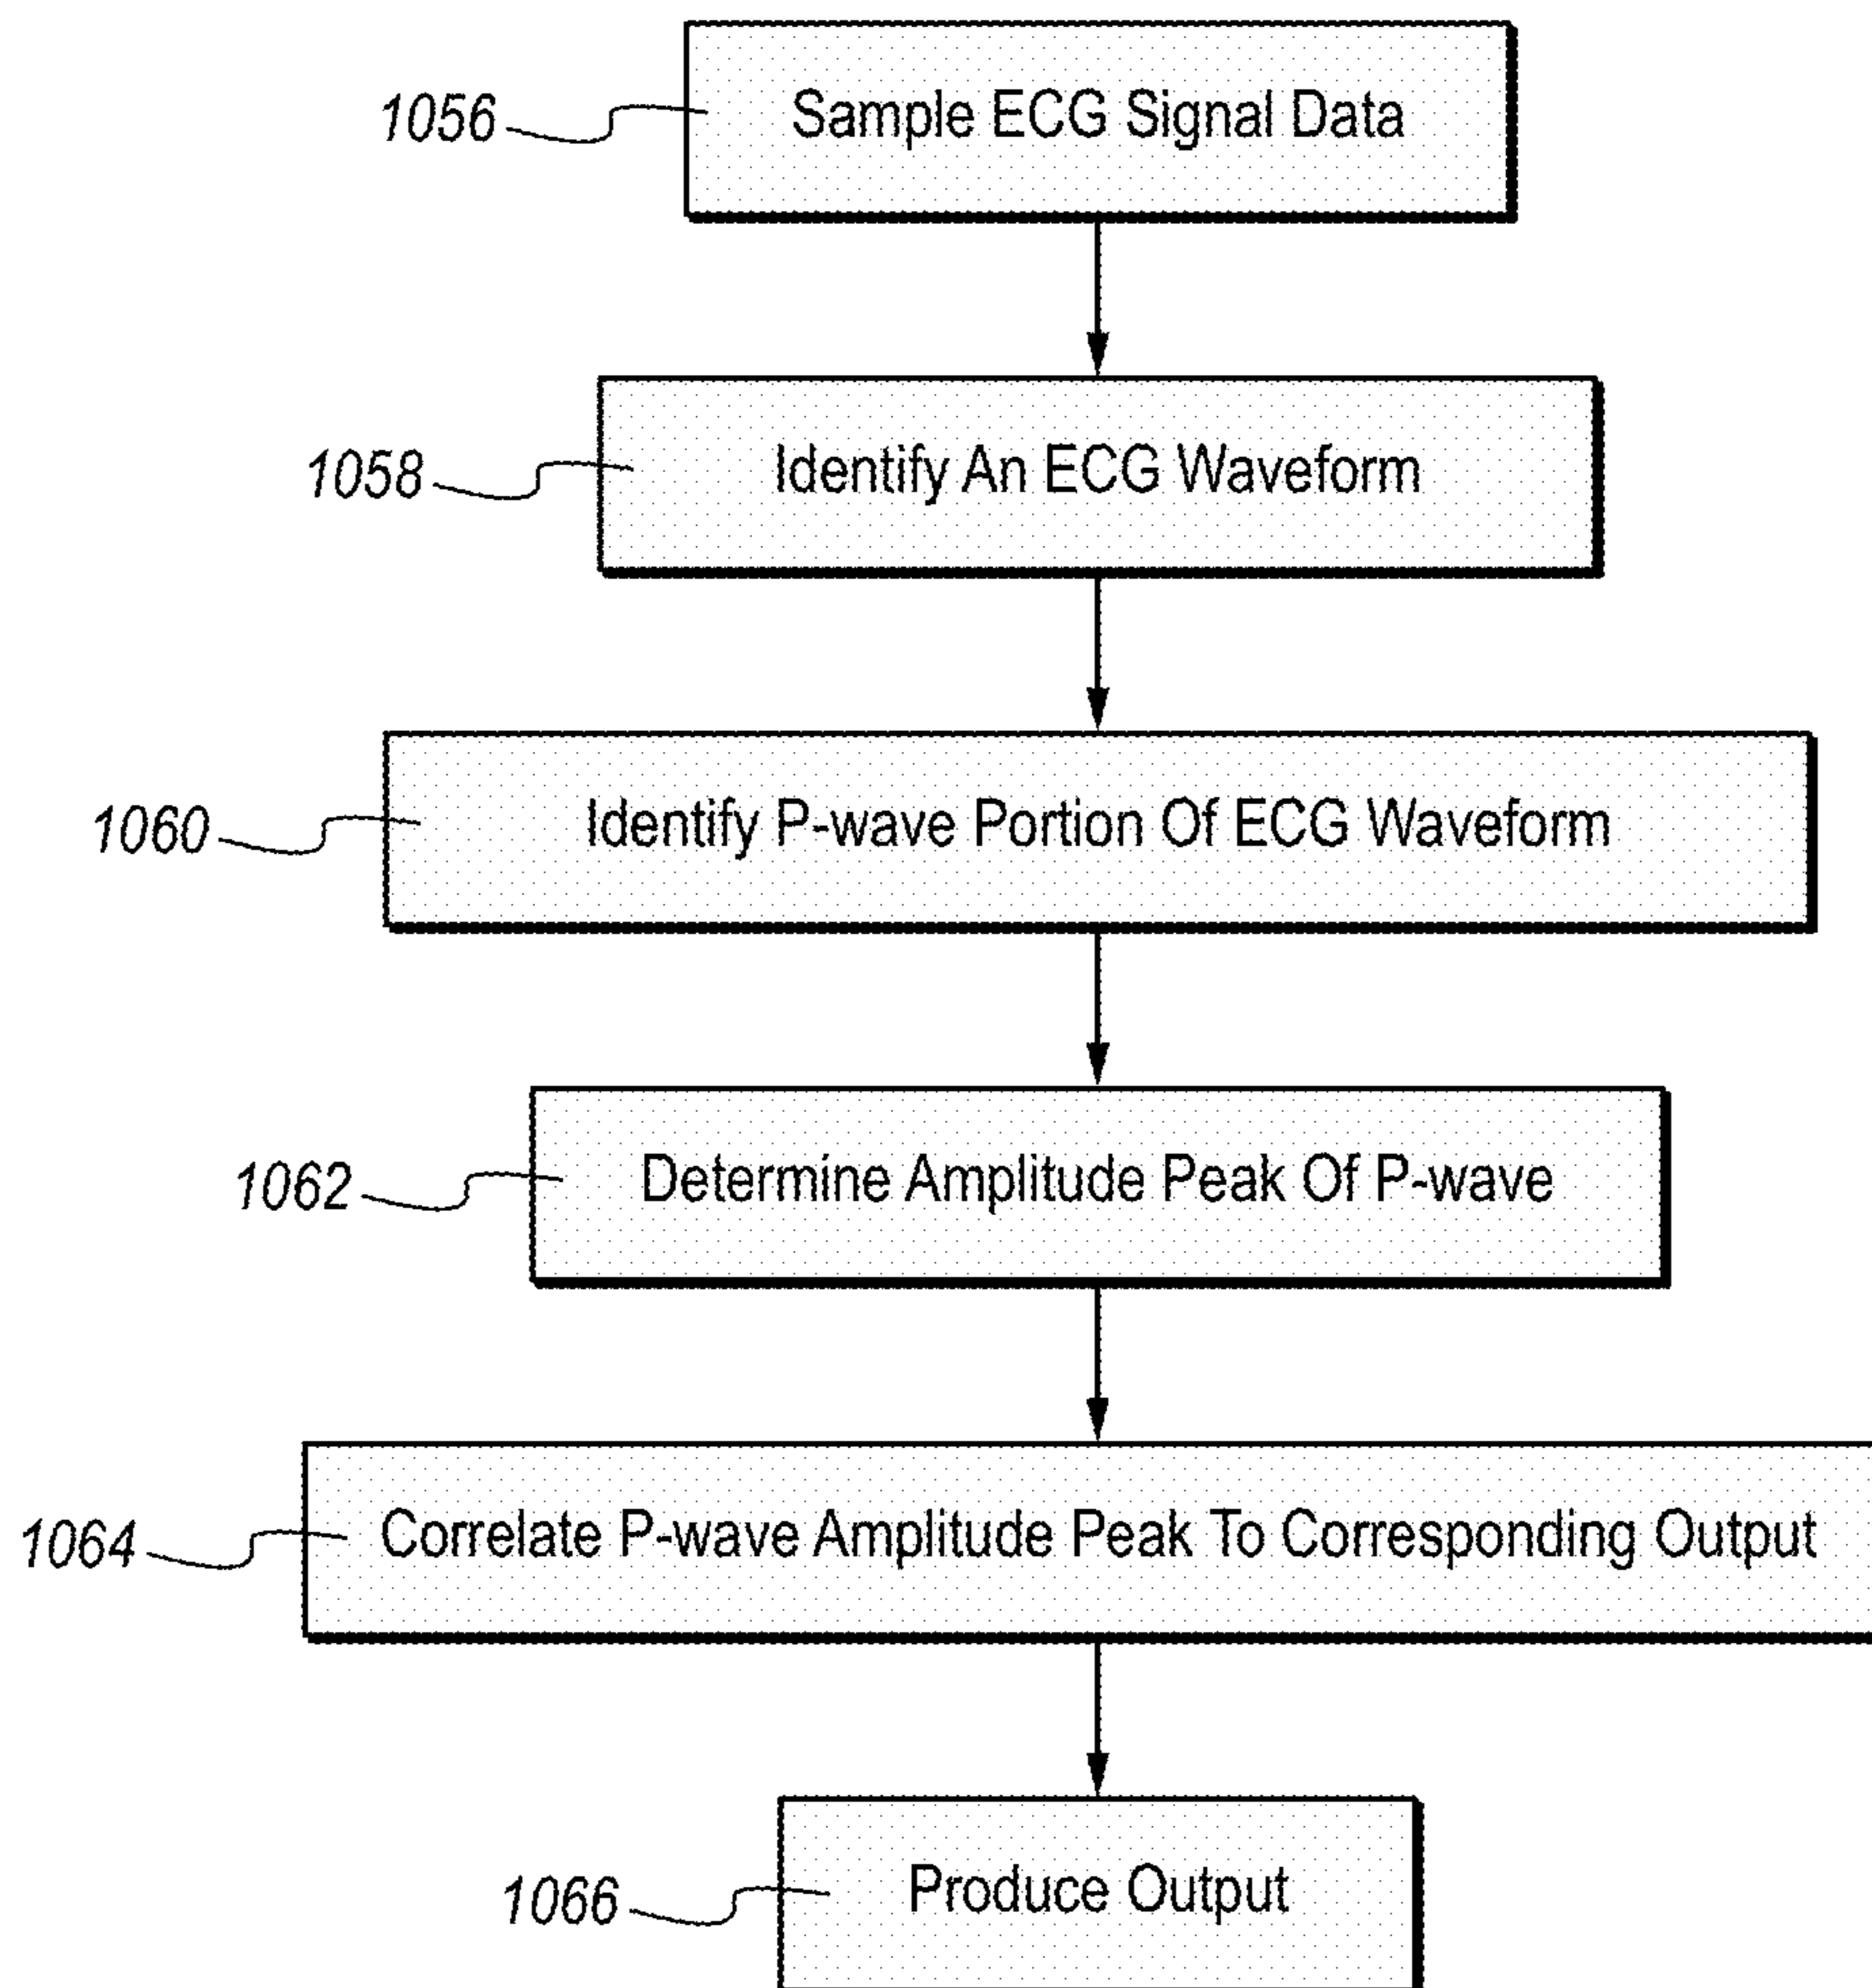 1056 Sample ECG Signal Data
1058 Identify An ECG Waveform
1060 Identify P-wave Portion Of ECG Waveform
1062 Determine Amplitude Peak Of P-wave
1064 Correlate P-wave Amplitude Peak To Corresponding Output
1066 Produce Output